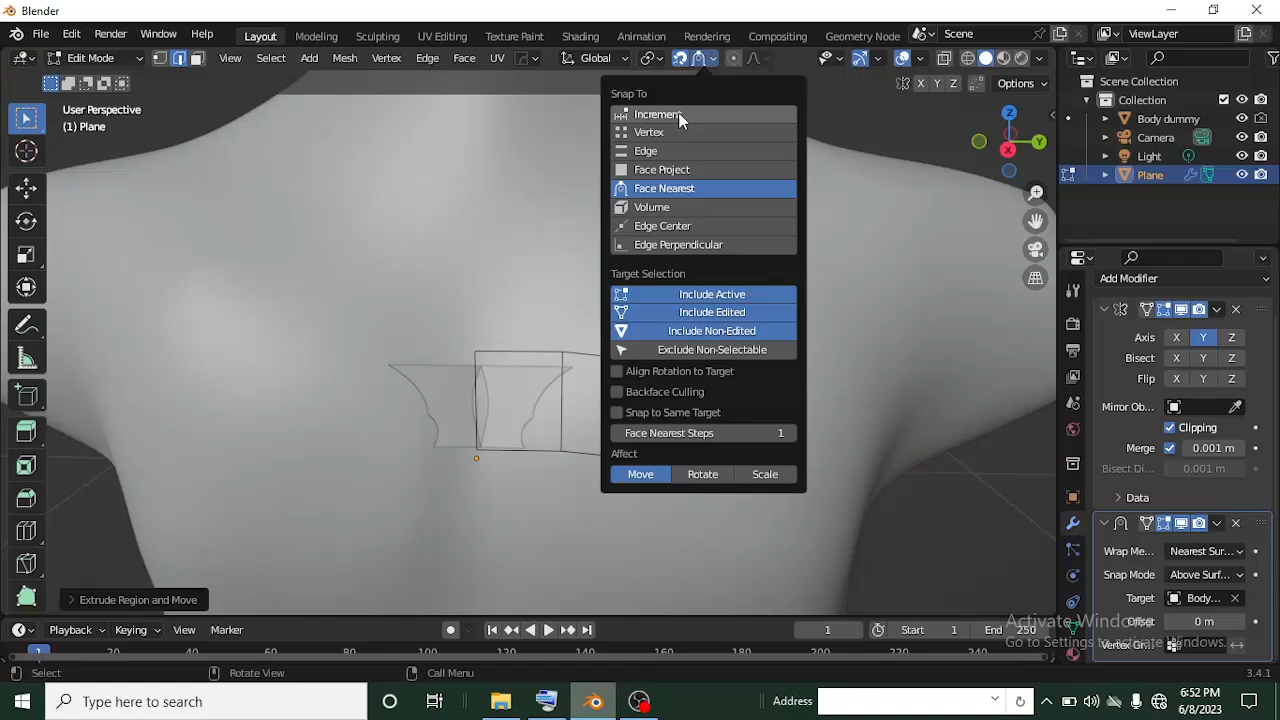 Blender
File Edit Render Window Help Layout Modeling Sculpting UV Editing Texture Paint Shading Animation Rendering Compositing Geometry Node Scene ViewLayer
Edit Mode View Select Add Mesh Vertex Edge Face UV Global
X Y Z Options
User Perspective
(1) Plane
Snap To
Increment
Vertex
Edge
Face Project
Face Nearest
Volume
Edge Center
Edge Perpendicular
Target Selection
Include Active
Include Edited
Include Non-Edited
Exclude Non-Selectable
Align Rotation to Target
Backface Culling
Snap to Same Target
Face Nearest Steps 1
Affect
Move Rotate Scale
Z
Y
X
Scene Collection
Collection
Body dummy
Camera
Light
Plane
Add Modifier
Axis X Y Z
Bisect X Y Z
Flip X Y Z
Mirror Ob...
Clipping
Merge 0.001 m
Bisect Di... 0.001 m
Data
Wrap Me... Nearest Sur...
Snap Mode Above Surf...
Target Body...
Offset 0 m
Vertex Gr...
Extrude Region and Move
Activate Windows
Go to Settings to activate Windows.
Playback Keying View Marker 1 Start 1 End 250
1 20 40 60 80 100 120 140 160 180 200 220 240
Select Rotate View Call Menu 3.4.1
Type here to search Address 6:52 PM
6/8/2023